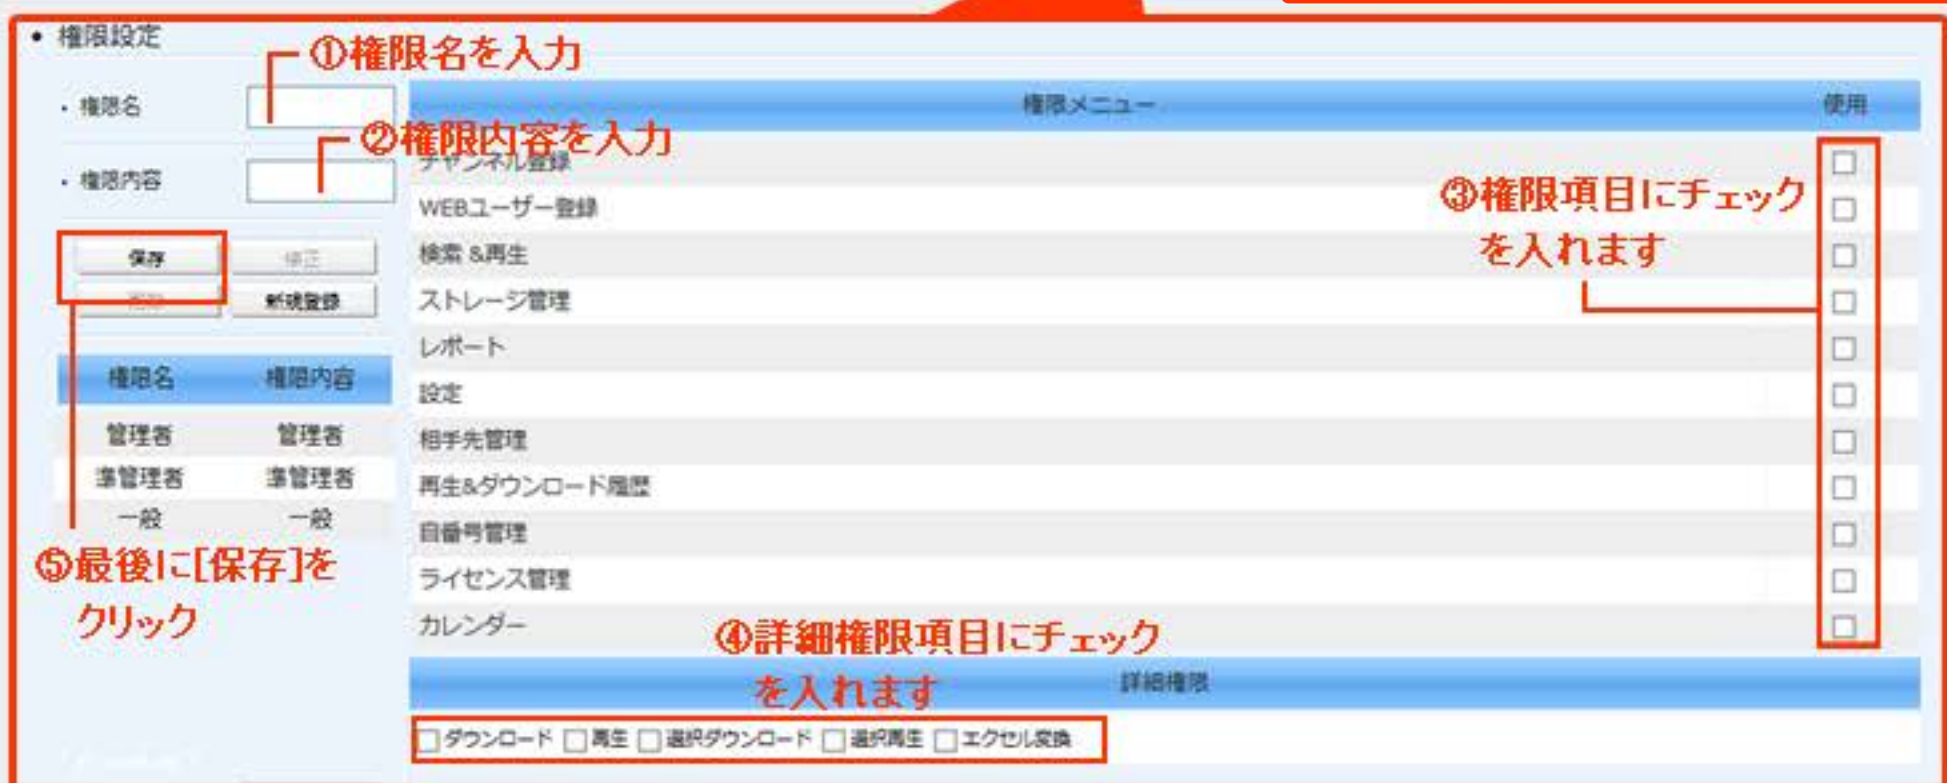 • 権限設定
①権限名を入力
・権限名
②権限内容を入力
・権限内容
保存 修正
削除 新規登録
権限名 権限内容
管理者 管理者
準管理者 準管理者
一般 一般
⑤最後に[保存]を
クリック
権限メニュー 使用
チャンネル登録
WEBユーザー登録
検索 &再生
ストレージ管理
レポート
設定
相手先管理
再生&ダウンロード履歴
自番号管理
ライセンス管理
カレンダー
③権限項目にチェック
を入れます
④詳細権限項目にチェック
を入れます
詳細権限
ダウンロード 再生 選択ダウンロード 選択再生 エクセル変換